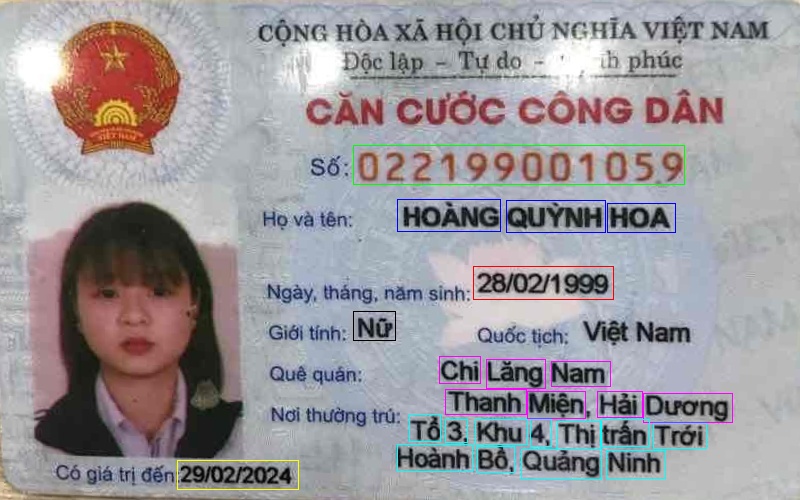 CỘNG HÒA XÃ HỘI CHỦ NGHĨA VIỆT NAM
Độc lập - Tự do - phúc
CĂN CƯỚC CÔNG DÂN
Số: 022199001059
Họ và tên: HOÀNG QUỲNH HOA
Ngày, tháng, năm sinh: 28/02/1999
Giới tính: Nữ Quốc tịch: Việt Nam
Quê quán: Chi Lăng Nam
Thanh Miện, Hải Dương
Nơi thường trú: Tổ 3, Khu 4, Thị trấn Trới
Hoành Bồ, Quảng Ninh
Có giá trị đến: 29/02/2024